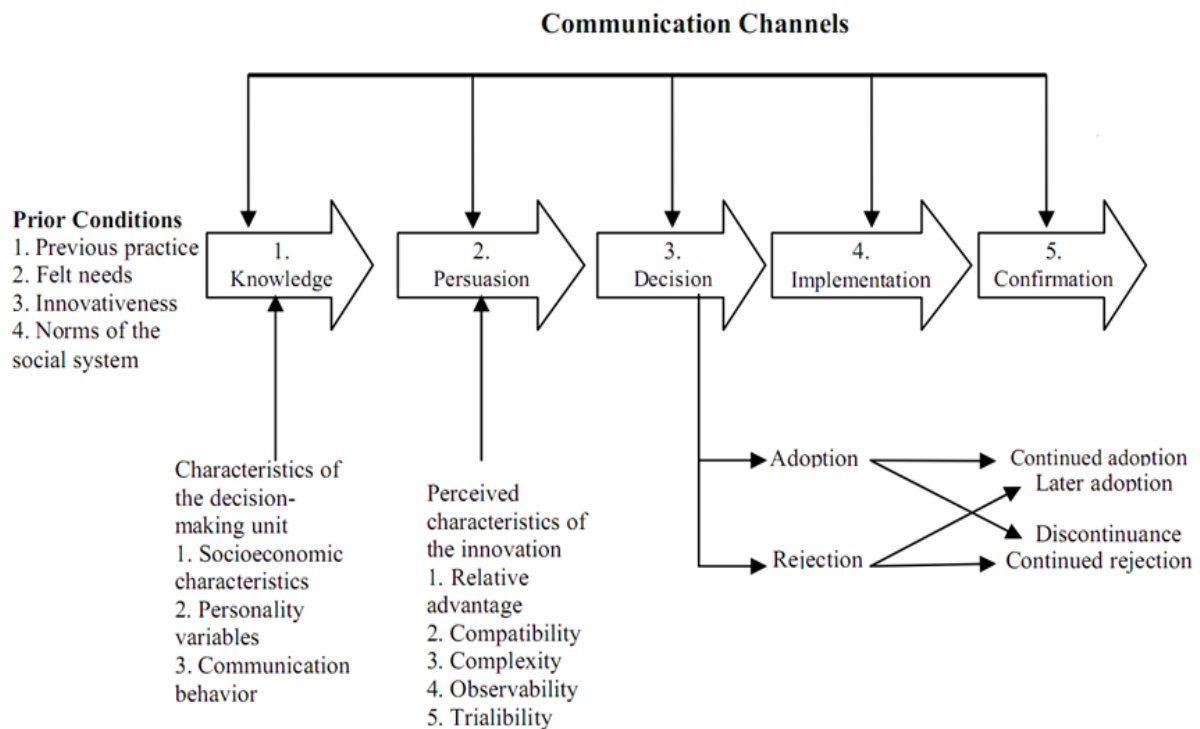 Communication Channels
Prior Conditions
1. Previous practice
2. Felt needs
3. Innovativeness
4. Norms of the
social system
1.
Knowledge
2.
Persuasion
3.
Decision
4.
Implementation
5.
Confirmation
Characteristics of
the decision-
making unit
1. Socioeconomic
characteristics
2. Personality
variables
3. Communication
behavior
Perceived
characteristics of
the innovation
1. Relative
advantage
2. Compatibility
3. Complexity
4. Observability
5. Trialibility
Adoption
Rejection
Continued adoption
Later adoption
Discontinuance
Continued rejection